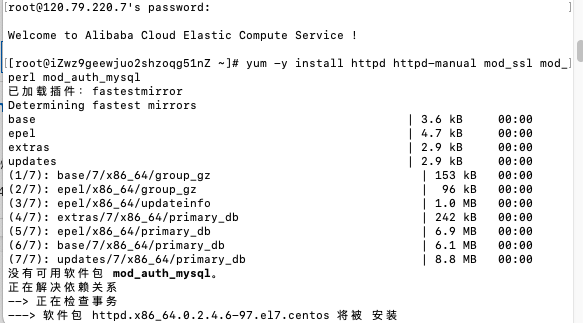 [root@120.79.220.7's password:
Welcome to Alibaba Cloud Elastic Compute Service !
[[root@iZwz9geewjuo2shzoqg51nZ ~]# yum -y install httpd httpd-manual mod_ssl mod_
perl mod_auth_mysql
已加载插件：fastestmirror
Determining fastest mirrors
base | 3.6 kB 00:00
epel | 4.7 kB 00:00
extras | 2.9 kB 00:00
updates | 2.9 kB 00:00
(1/7): base/7/x86_64/group_gz | 153 kB 00:00
(2/7): epel/x86_64/group_gz | 96 kB 00:00
(3/7): epel/x86_64/updateinfo | 1.0 MB 00:00
(4/7): extras/7/x86_64/primary_db | 242 kB 00:00
(5/7): epel/x86_64/primary_db | 6.9 MB 00:00
(6/7): base/7/x86_64/primary_db | 6.1 MB 00:00
(7/7): updates/7/x86_64/primary_db | 8.8 MB 00:00
没有可用软件包 mod_auth_mysql。
正在解决依赖关系
--> 正在检查事务
---> 软件包 httpd.x86_64.0.2.4.6-97.el7.centos 将被 安装